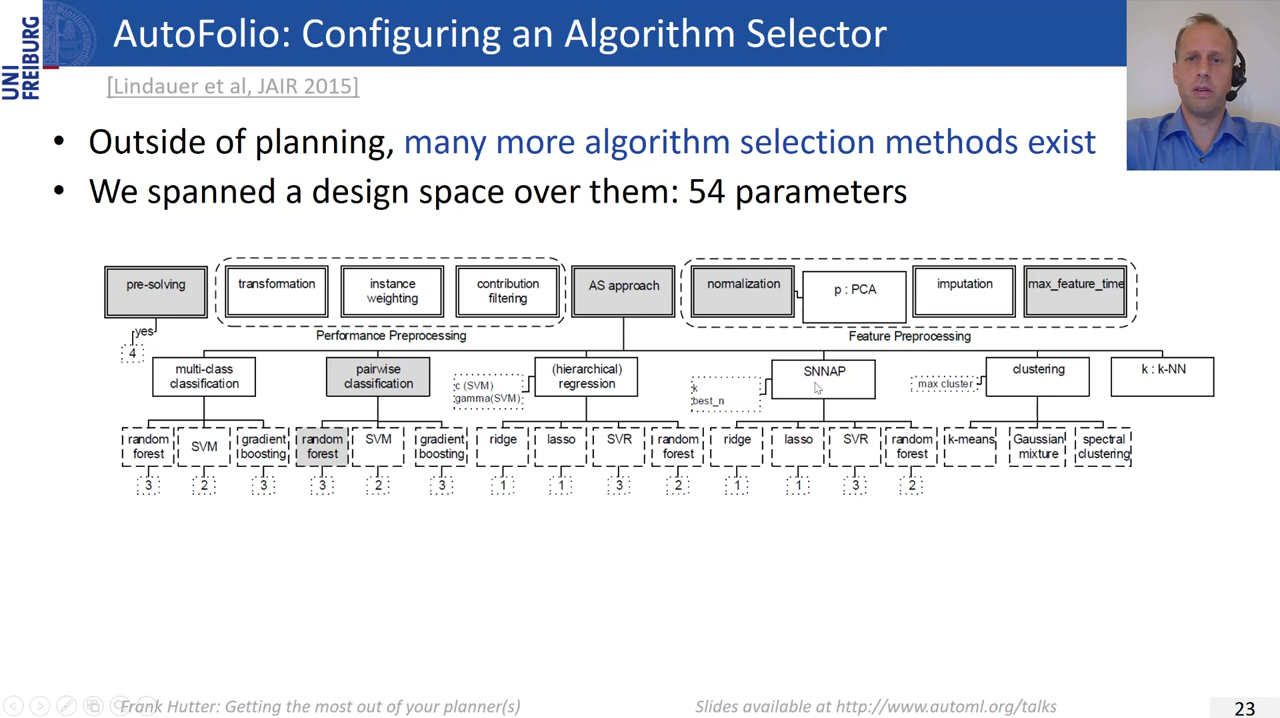 AutoFolio: Configuring an Algorithm Selector
UNI
FREIBURG
[Lindauer et al, JAIR 2015]
• Outside of planning, many more algorithm selection methods exist
• We spanned a design space over them: 54 parameters
pre-solving
transformation
instance
weighting
contribution
filtering
AS approach
normalization
p : PCA
imputation
max_feature_time
yes
4
Performance Preprocessing
Feature Preprocessing
multi-class
classification
pairwise
classification
c (SVM)
gamma(SVM)
(hierarchical)
regression
k
best_n
SNNAP
max cluster
clustering
k : k-NN
random
forest
SVM
gradient
boosting
random
forest
SVM
gradient
boosting
ridge
lasso
SVR
random
forest
ridge
lasso
SVR
random
forest
k-means
Gaussian
mixture
spectral
clustering
3 2 3 3 2 3 1 1 3 2 1 1 3 2
Frank Hutter: Getting the most out of your planner(s)
Slides available at http://www.automl.org/talks
23